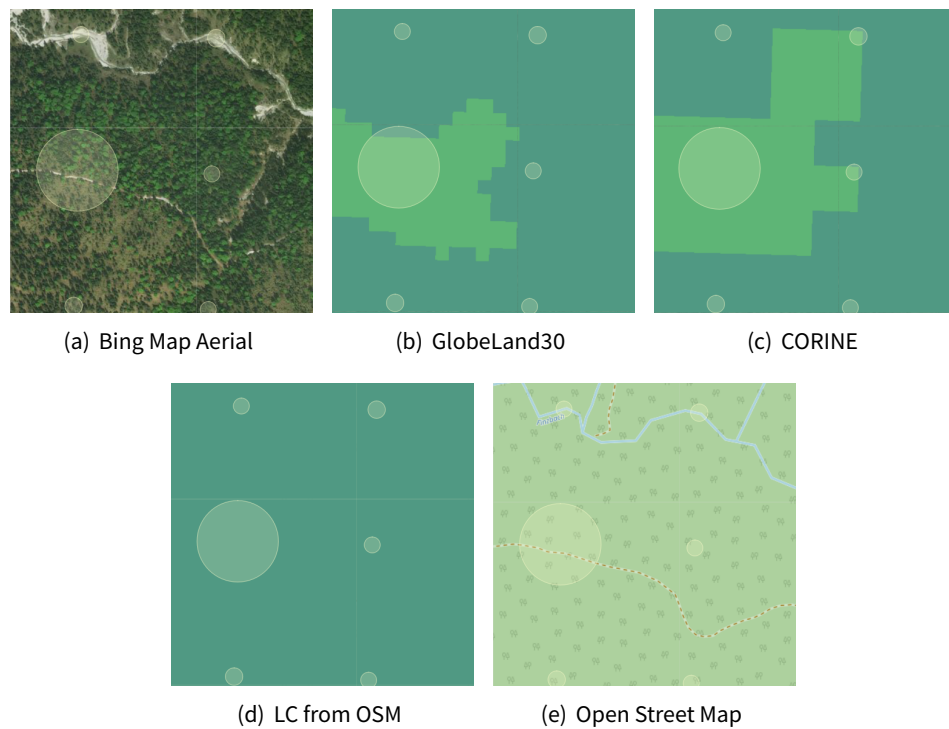 (a) Bing Map Aerial
(b) GlobeLand30
(c) CORINE
(d) LC from OSM
(e) Open Street Map